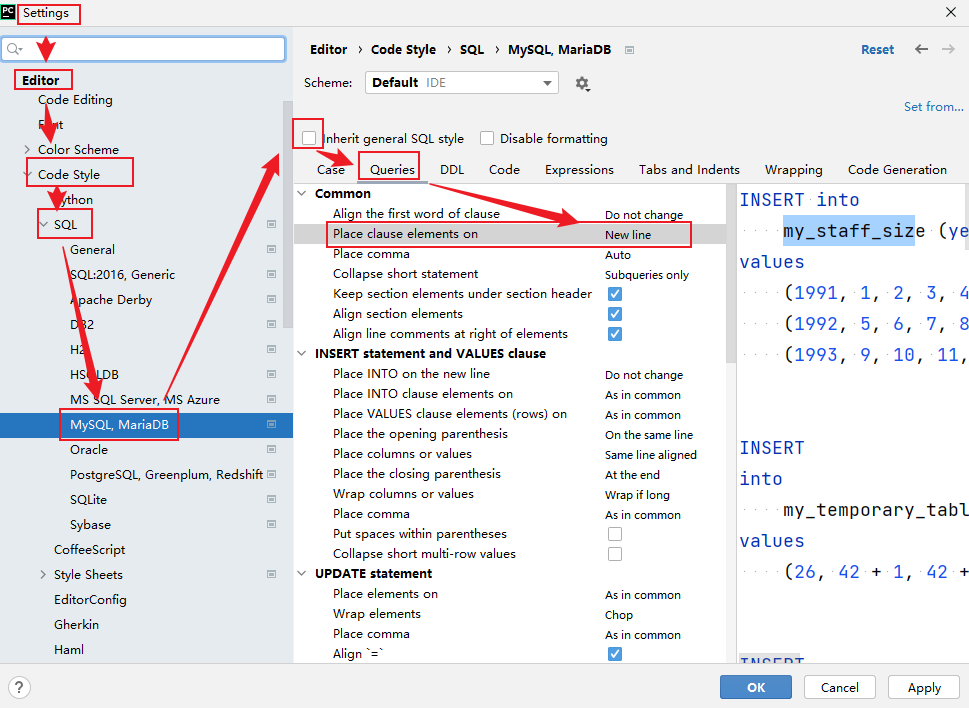 PC Settings
Editor
Code Editing
Font
Color Scheme
Code Style
Python
SQL
General
SQL:2016, Generic
Apache Derby
DB2
H2
HSQLDB
MS SQL Server, MS Azure
MySQL, MariaDB
Oracle
PostgreSQL, Greenplum, Redshift
SQLite
Sybase
CoffeeScript
Style Sheets
EditorConfig
Gherkin
Haml
Editor › Code Style › SQL › MySQL, MariaDB
Reset
Scheme: Default IDE
Set from...
Inherit general SQL style Disable formatting
Case Queries DDL Code Expressions Tabs and Indents Wrapping Code Generation
Common
Align the first word of clause Do not change
Place clause elements on New line
Place comma Auto
Collapse short statement Subqueries only
Keep section elements under section header
Align section elements
Align line comments at right of elements
INSERT statement and VALUES clause
Place INTO on the new line Do not change
Place INTO clause elements on As in common
Place VALUES clause elements (rows) on As in common
Place the opening parenthesis On the same line
Place columns or values Same line aligned
Place the closing parenthesis At the end
Wrap columns or values Wrap if long
Place comma As in common
Put spaces within parentheses
Collapse short multi-row values
UPDATE statement
Place elements on As in common
Wrap elements Chop
Place comma As in common
Align `=`
INSERT into
my_staff_size (ye
values
(1991, 1, 2, 3, 4
(1992, 5, 6, 7, 8
(1993, 9, 10, 11,
INSERT
into
my_temporary_tabl
values
(26, 42 + 1, 42 +
INSERT
?
OK Cancel Apply